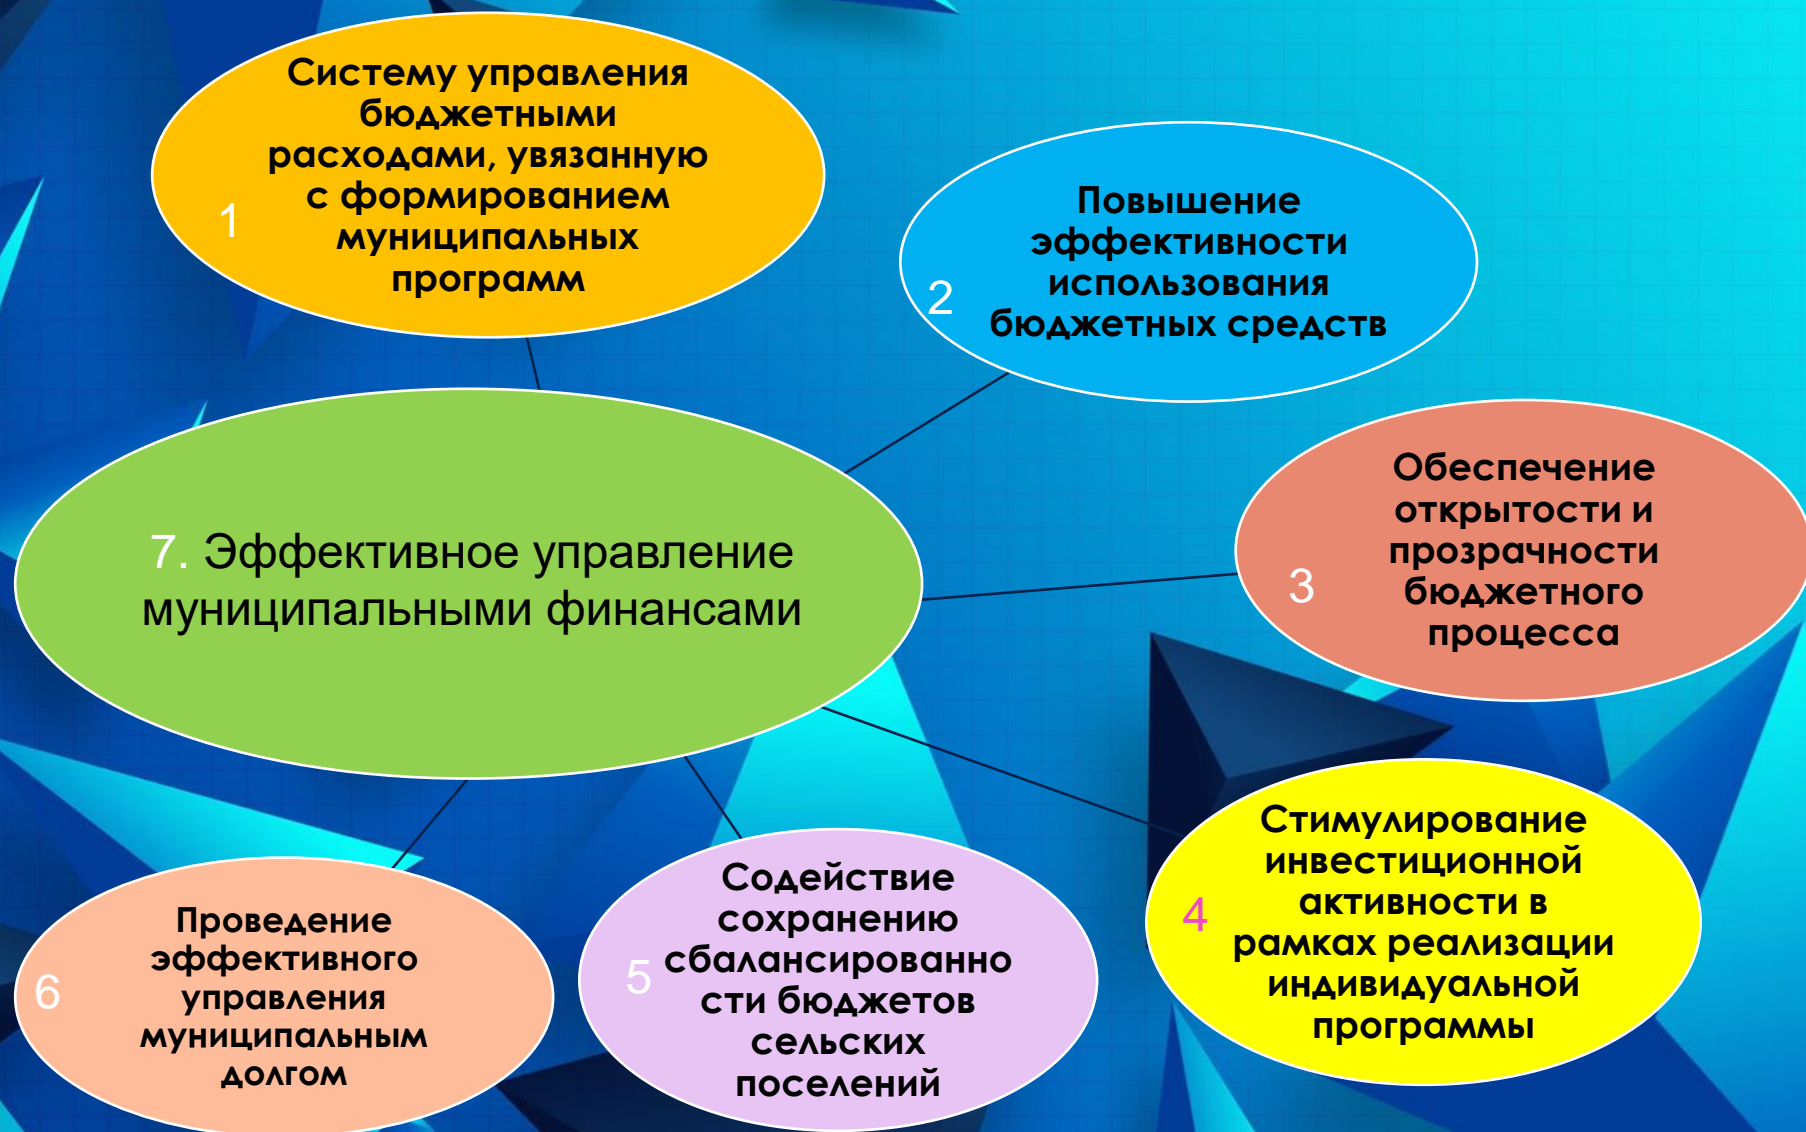 Систему управления
бюджетными
расходами, увязанную
с формированием
муниципальных
программ
1
Повышение
эффективности
использования
бюджетных средств
2
Обеспечение
открытости и
прозрачности
бюджетного
процесса
3
7. Эффективное управление
муниципальными финансами
Стимулирование
инвестиционной
активности в
рамках реализации
индивидуальной
программы
4
Содействие
сохранению
сбалансированно
сти бюджетов
сельских
поселений
5
Проведение
эффективного
управления
муниципальным
долгом
6